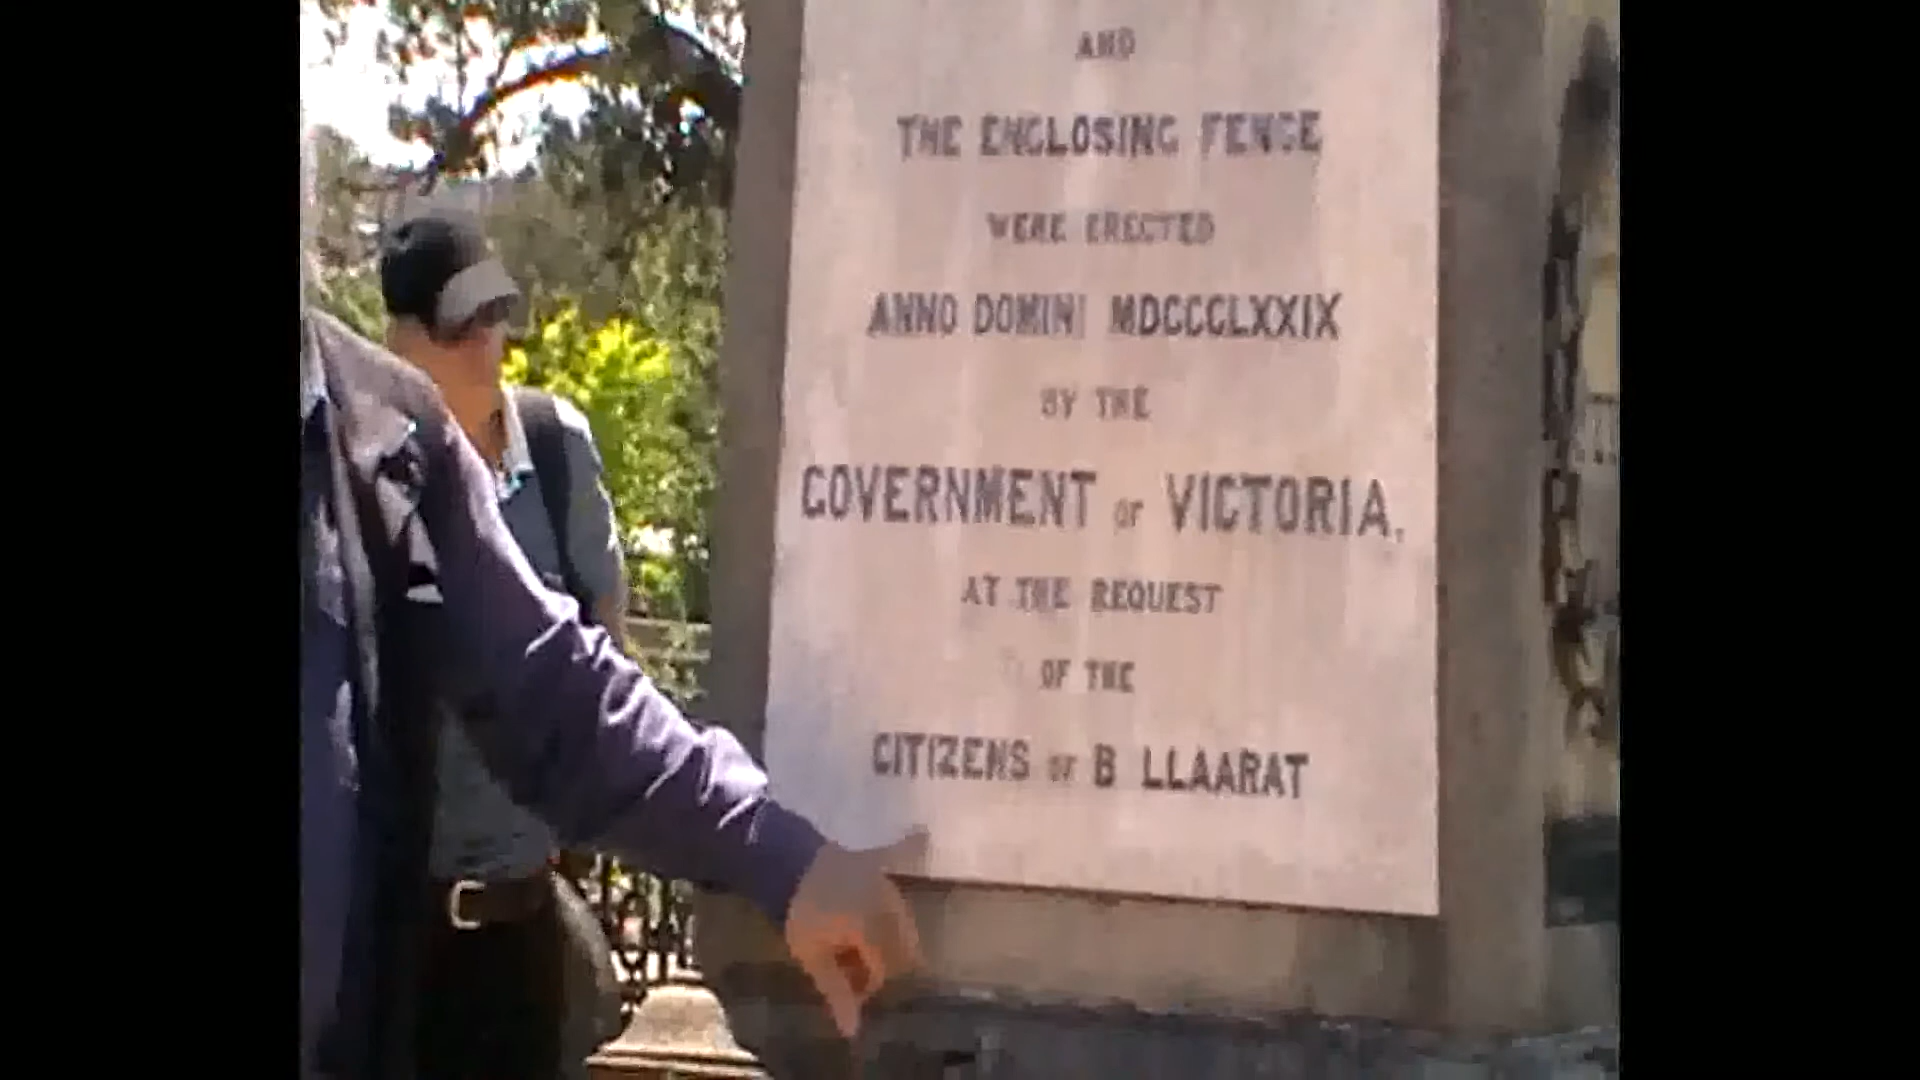 AND
THE ENCLOSING FENCE
WERE ERECTED
ANNO DOMINI MDCCCLXXIX
BY THE
GOVERNMENT OF VICTORIA,
AT THE REQUEST
OF THE
CITIZENS OF B LLAARAT